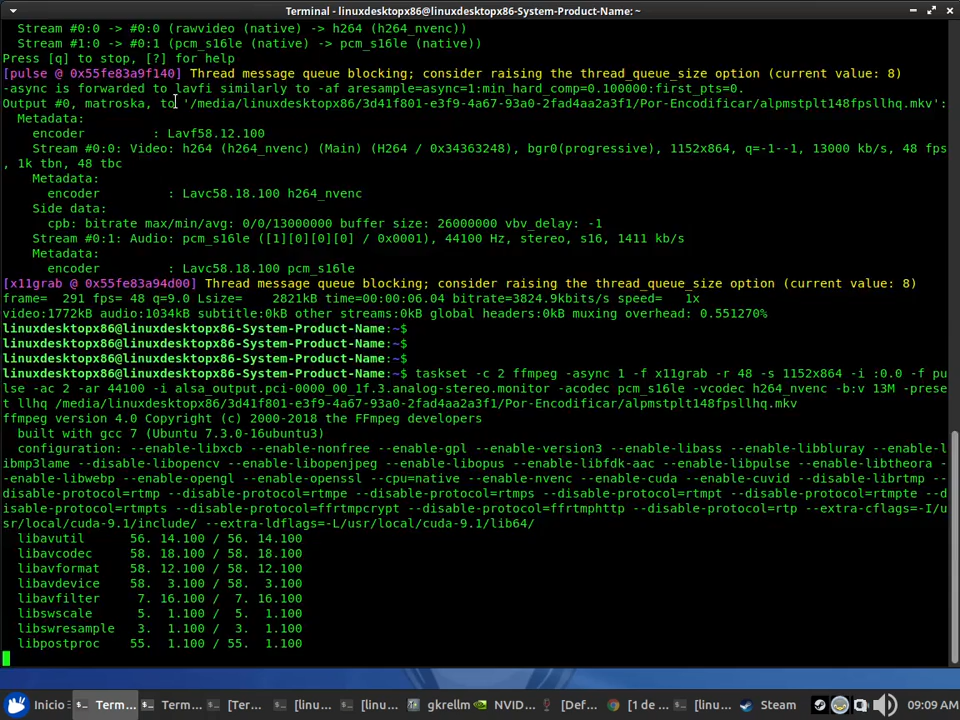 Terminal - linuxdesktopx86@linuxdesktopx86-System-Product-Name: ~
  Stream #0:0 -> #0:0 (rawvideo (native) -> h264 (h264_nvenc))
  Stream #1:0 -> #0:1 (pcm_s16le (native) -> pcm_s16le (native))
Press [q] to stop, [?] for help
[pulse @ 0x55fe83a9f140] Thread message queue blocking; consider raising the thread_queue_size option (current value: 8)
-async is forwarded to lavfi similarly to -af aresample=async=1:min_hard_comp=0.100000:first_pts=0.
Output #0, matroska, to '/media/linuxdesktopx86/3d41f801-e3f9-4a67-93a0-2fad4aa2a3f1/Por-Encodificar/alpmstplt148fpsllhq.mkv':
  Metadata:
    encoder         : Lavf58.12.100
    Stream #0:0: Video: h264 (h264_nvenc) (Main) (H264 / 0x34363248), bgr0(progressive), 1152x864, q=-1--1, 13000 kb/s, 48 fps
, 1k tbn, 48 tbc
    Metadata:
      encoder         : Lavc58.18.100 h264_nvenc
    Side data:
      cpb: bitrate max/min/avg: 0/0/13000000 buffer size: 26000000 vbv_delay: -1
    Stream #0:1: Audio: pcm_s16le ([1][0][0][0] / 0x0001), 44100 Hz, stereo, s16, 1411 kb/s
    Metadata:
      encoder         : Lavc58.18.100 pcm_s16le
[x11grab @ 0x55fe83a94d00] Thread message queue blocking; consider raising the thread_queue_size option (current value: 8)
frame=  291 fps= 48 q=9.0 Lsize=    2821kB time=00:00:06.04 bitrate=3824.9kbits/s speed=   1x
video:1772kB audio:1034kB subtitle:0kB other streams:0kB global headers:0kB muxing overhead: 0.551270%
linuxdesktopx86@linuxdesktopx86-System-Product-Name:~$
linuxdesktopx86@linuxdesktopx86-System-Product-Name:~$
linuxdesktopx86@linuxdesktopx86-System-Product-Name:~$
linuxdesktopx86@linuxdesktopx86-System-Product-Name:~$ taskset -c 2 ffmpeg -async 1 -f x11grab -r 48 -s 1152x864 -i :0.0 -f pu
lse -ac 2 -ar 44100 -i alsa_output.pci-0000_00_1f.3.analog-stereo.monitor -acodec pcm_s16le -vcodec h264_nvenc -b:v 13M -prese
t llhq /media/linuxdesktopx86/3d41f801-e3f9-4a67-93a0-2fad4aa2a3f1/Por-Encodificar/alpmstplt148fpsllhq.mkv
ffmpeg version 4.0 Copyright (c) 2000-2018 the FFmpeg developers
  built with gcc 7 (Ubuntu 7.3.0-16ubuntu3)
  configuration: --enable-libxcb --enable-nonfree --enable-gpl --enable-version3 --enable-libass --enable-libbluray --enable-l
ibmp3lame --disable-libopencv --enable-libopenjpeg --enable-libopus --enable-libfdk-aac --enable-libpulse --enable-libtheora -
-enable-libwebp --enable-opengl --enable-openssl --cpu=native --enable-nvenc --enable-cuda --enable-cuvid --disable-librtmp --
disable-protocol=rtmp --disable-protocol=rtmpe --disable-protocol=rtmps --disable-protocol=rtmpt --disable-protocol=rtmpte --d
isable-protocol=rtmpts --disable-protocol=ffrtmpcrypt --disable-protocol=ffrtmphttp --disable-protocol=rtp --extra-cflags=-I/u
sr/local/cuda-9.1/include/ --extra-ldflags=-L/usr/local/cuda-9.1/lib64/
  libavutil      56. 14.100 / 56. 14.100
  libavcodec     58. 18.100 / 58. 18.100
  libavformat    58. 12.100 / 58. 12.100
  libavdevice    58.  3.100 / 58.  3.100
  libavfilter     7. 16.100 /  7. 16.100
  libswscale      5.  1.100 /  5.  1.100
  libswresample   3.  1.100 /  3.  1.100
  libpostproc    55.  1.100 / 55.  1.100
Inicio Term... Term... [Ter... [linu... [linu... gkrellm NVID... [Def... [1 de ... [linu... Steam 09:09 AM